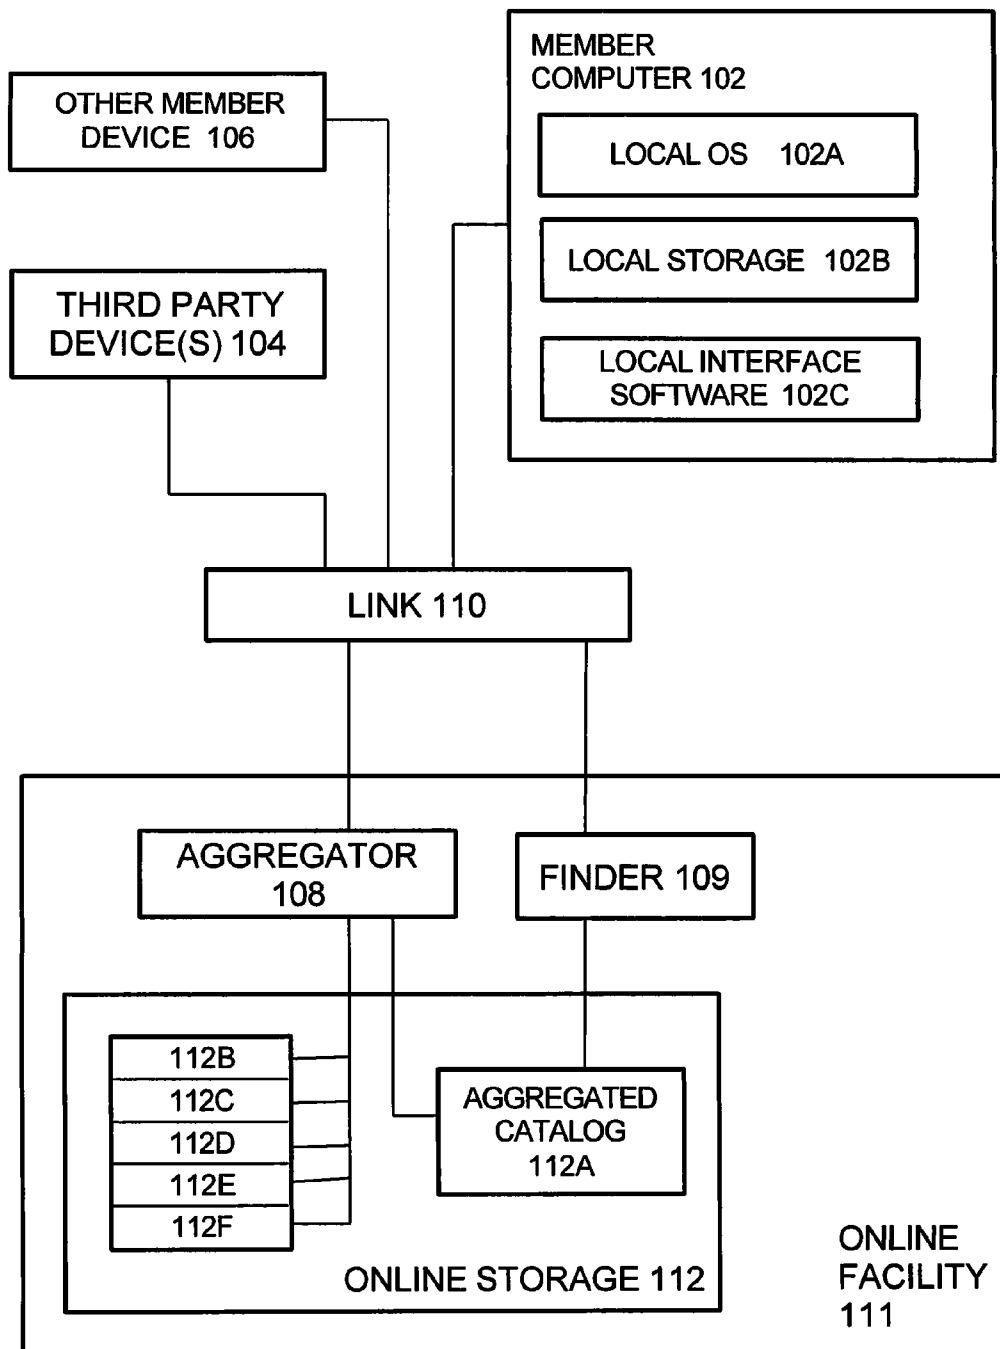 OTHER MEMBER
DEVICE 106
MEMBER
COMPUTER 102
LOCAL OS 102A
LOCAL STORAGE 102B
LOCAL INTERFACE
SOFTWARE 102C
THIRD PARTY
DEVICE(S) 104
LINK 110
AGGREGATOR
108
FINDER 109
112B
112C
112D
112E
112F
AGGREGATED
CATALOG
112A
ONLINE STORAGE 112
ONLINE
FACILITY
111